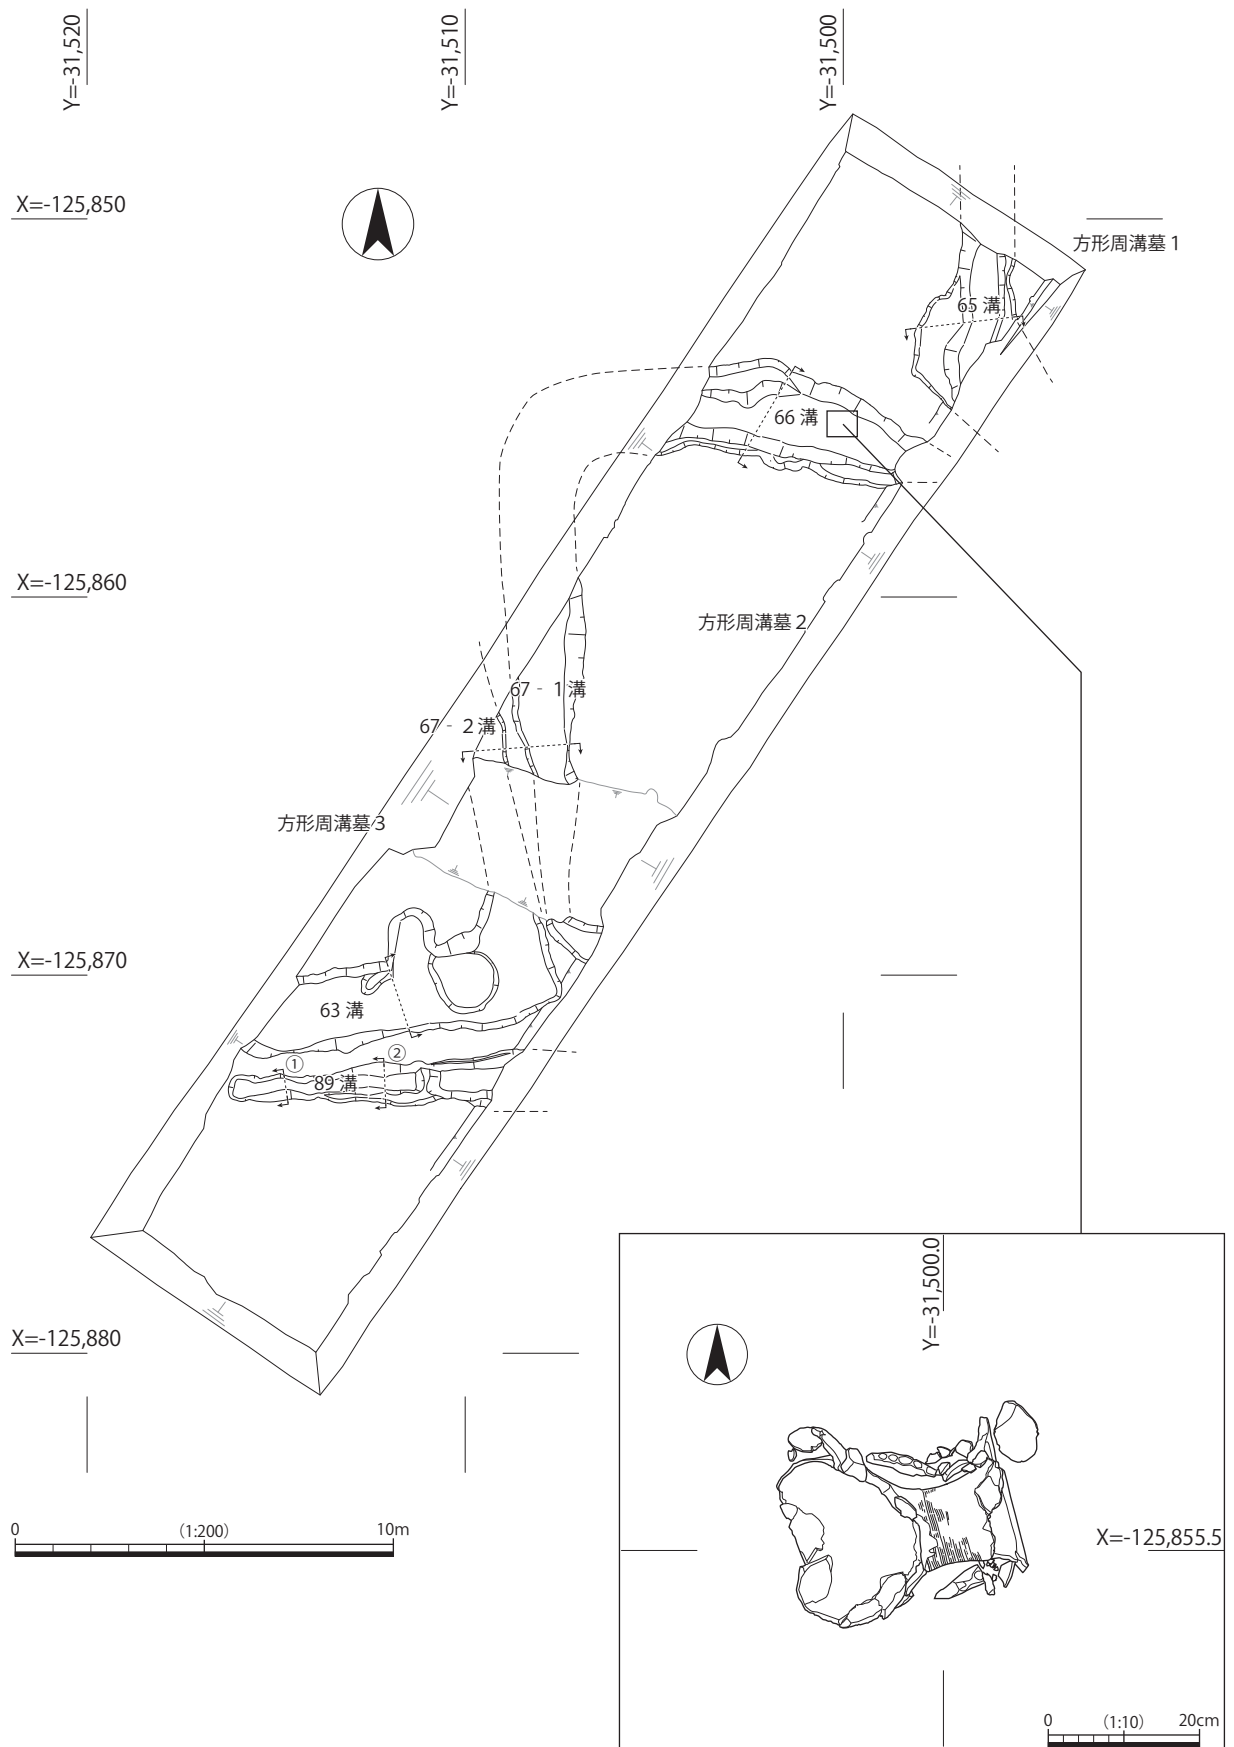 Y=-31,520
Y=-31,510
Y=-31,500
X=-125,850
方形周溝墓1
65 溝
66 溝
X=-125,860
方形周溝墓2
67‐1溝
67‐2溝
方形周溝墓3
X=-125,870
63 溝
①
②
89 溝
X=-125,880
Y=-31,500.0
X=-125,855.5
0 (1:200) 10m
0 (1:10) 20cm